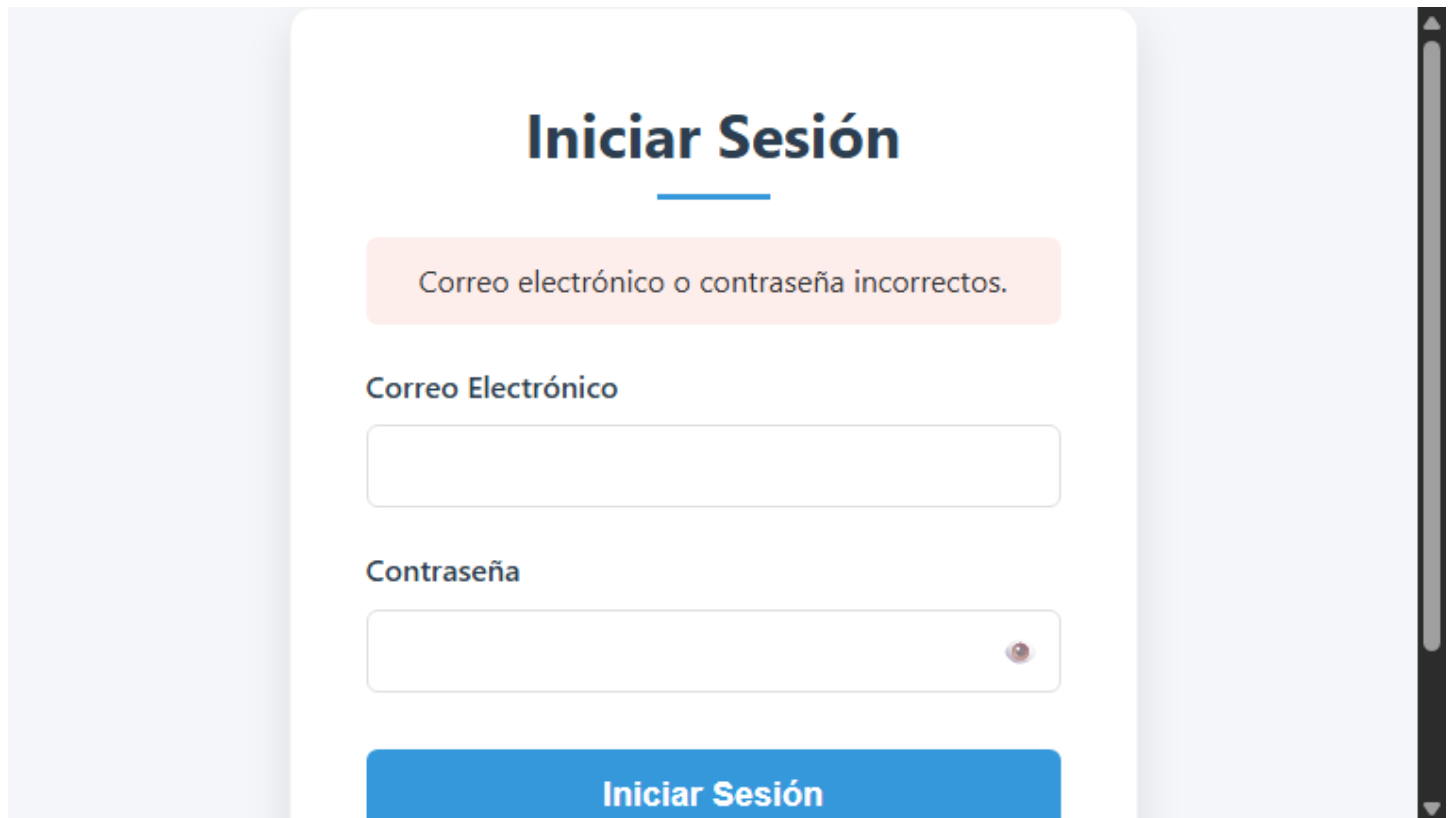 Iniciar Sesión
Correo electrónico o contraseña incorrectos.
Correo Electrónico
Contraseña
Iniciar Sesión